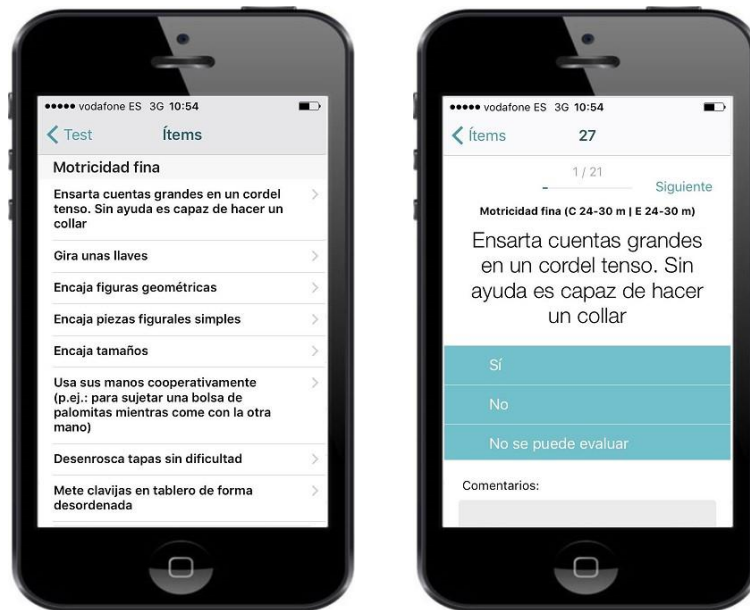 vodafone ES 3G 10:54
Test Ítems
Motricidad fina
Ensarta cuentas grandes en un cordel
tenso. Sin ayuda es capaz de hacer un
collar
Gira unas llaves
Encaja figuras geométricas
Encaja piezas figurales simples
Encaja tamaños
Usa sus manos cooperativamente
(p.ej.: para sujetar una bolsa de
palomitas mientras come con la otra
mano)
Desenrosca tapas sin dificultad
Mete clavijas en tablero de forma
desordenada
vodafone ES 3G 10:54
Ítems 27
1 / 21
Siguiente
Motricidad fina (C 24-30 m | E 24-30 m)
Ensarta cuentas grandes
en un cordel tenso. Sin
ayuda es capaz de hacer
un collar
Sí
No
No se puede evaluar
Comentarios: